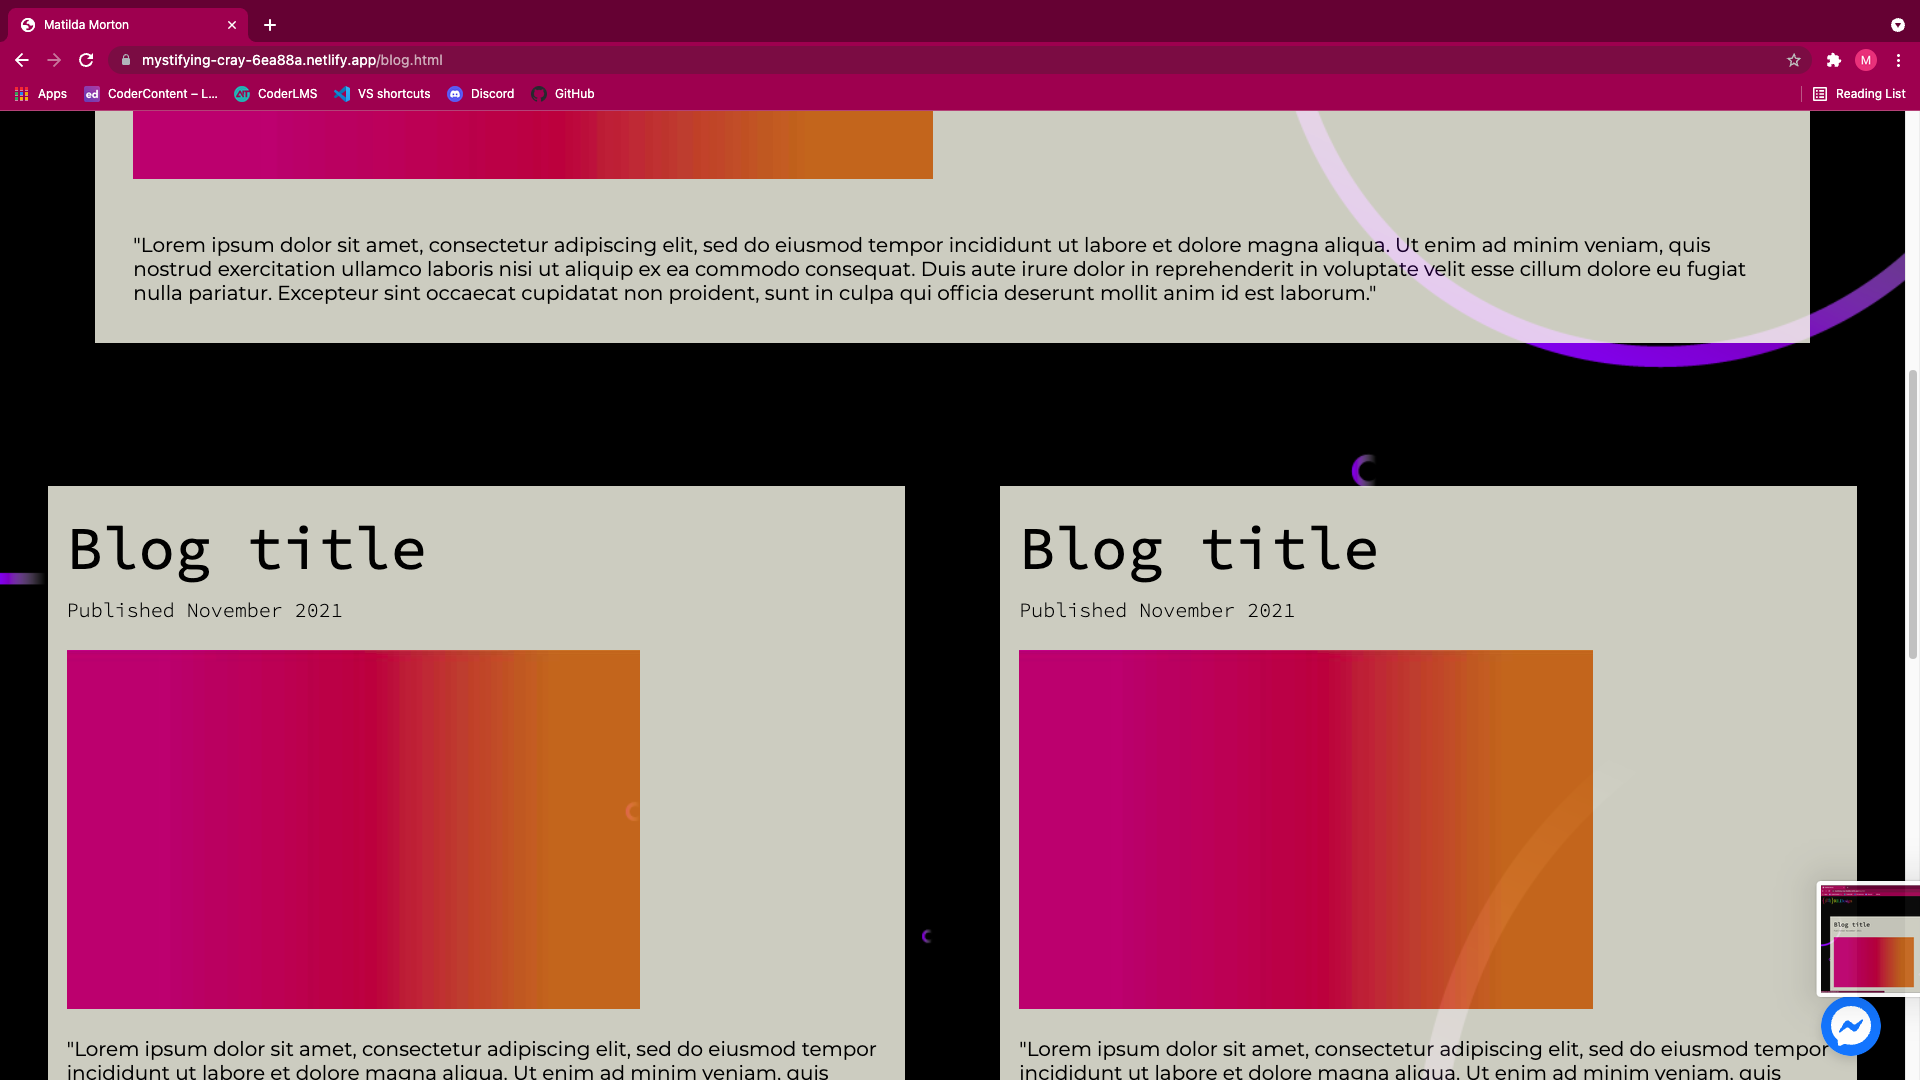 Matilda Morton
mystifying-cray-6ea88a.netlify.app/blog.html
M
Apps
ed CoderContent – L...
CoderLMS
VS shortcuts
Discord
GitHub
Reading List
"Lorem ipsum dolor sit amet, consectetur adipiscing elit, sed do eiusmod tempor incididunt ut labore et dolore magna aliqua. Ut enim ad minim veniam, quis
nostrud exercitation ullamco laboris nisi ut aliquip ex ea commodo consequat. Duis aute irure dolor in reprehenderit in voluptate velit esse cillum dolore eu fugiat
nulla pariatur. Excepteur sint occaecat cupidatat non proident, sunt in culpa qui officia deserunt mollit anim id est laborum."
Blog title
Published November 2021
"Lorem ipsum dolor sit amet, consectetur adipiscing elit, sed do eiusmod tempor
incididunt ut labore et dolore magna aliqua. Ut enim ad minim veniam, quis
Blog title
Published November 2021
"Lorem ipsum dolor sit amet, consectetur adipiscing elit, sed do eiusmod tempor
incididunt ut labore et dolore magna aliqua. Ut enim ad minim veniam, quis
Blog title